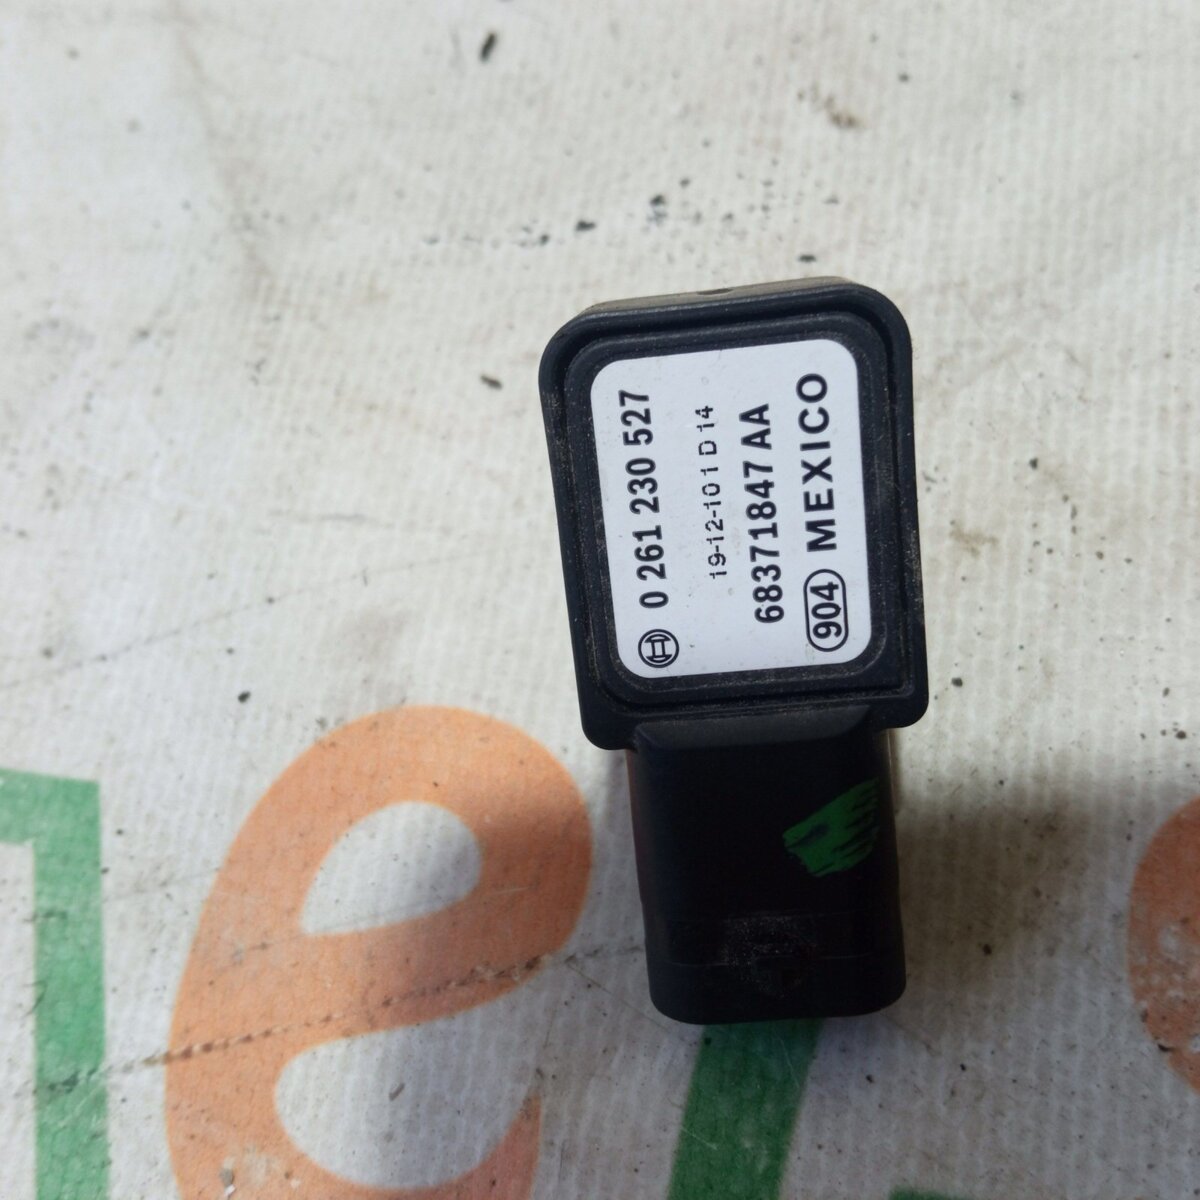 0 261 230 527
19-12-10 1 D 14
68371847 AA
904 MEXICO
e